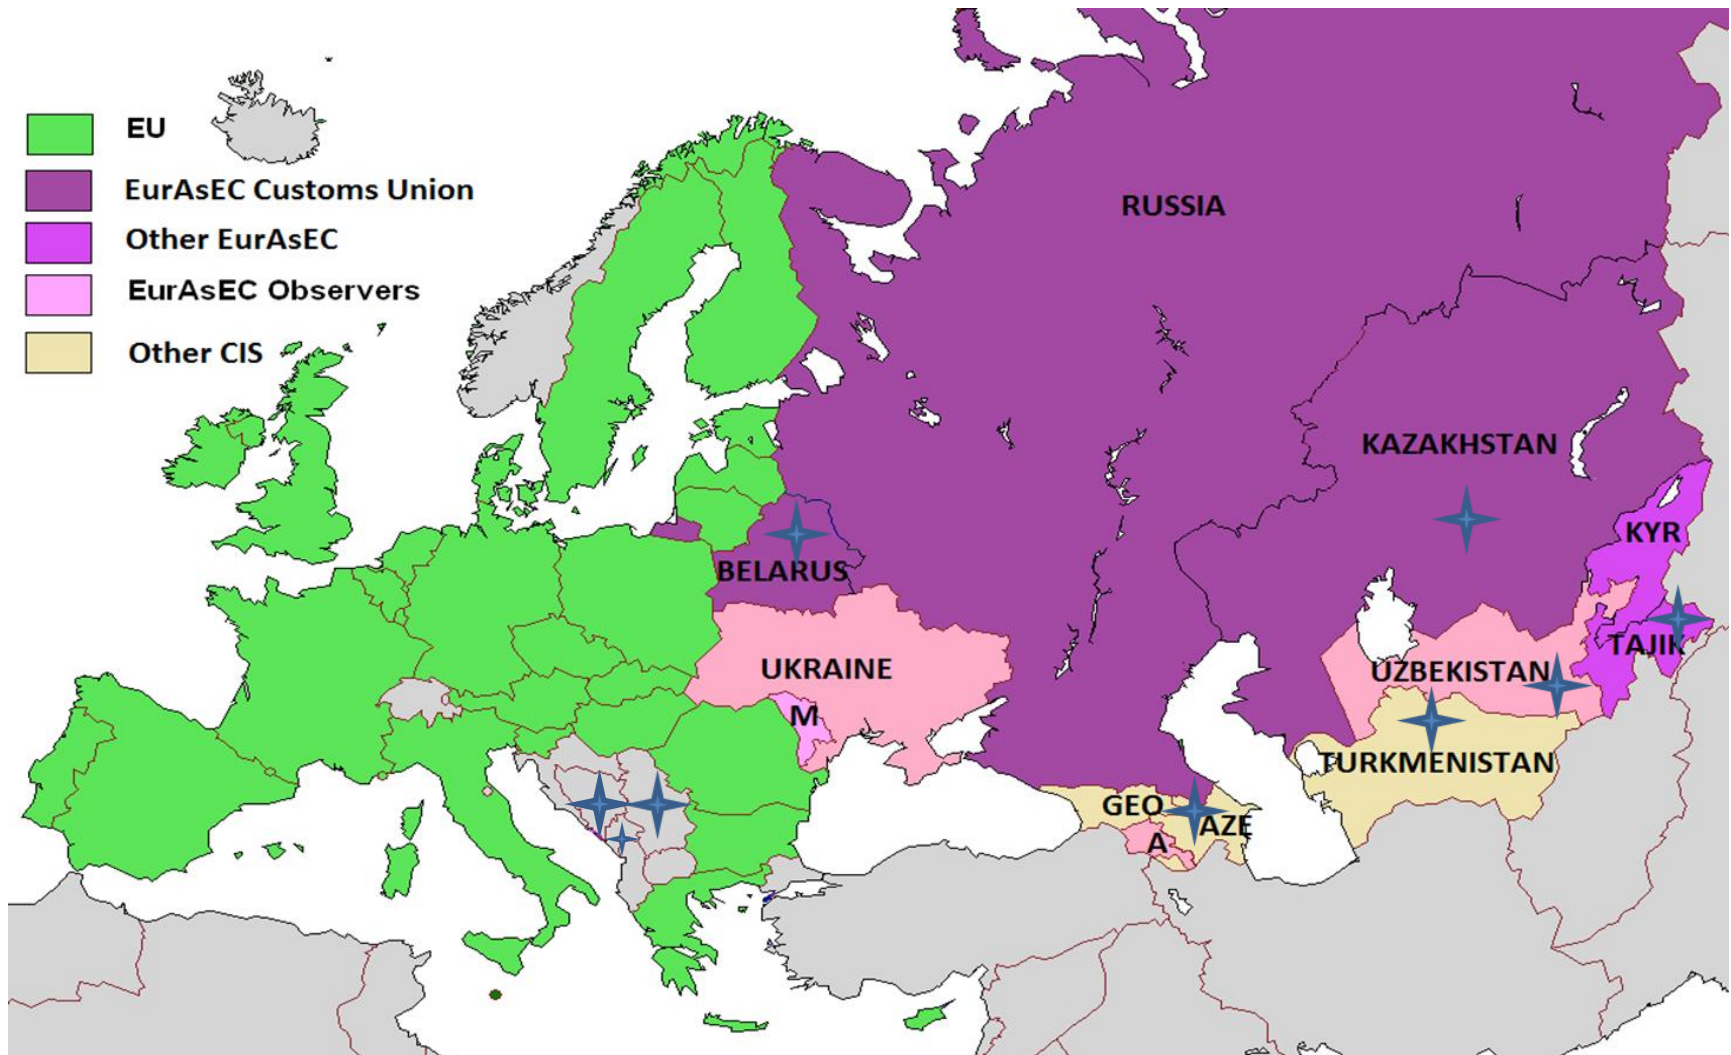 EU
EurAsEC Customs Union
Other EurAsEC
EurAsEC Observers
Other CIS
RUSSIA
KAZAKHSTAN
KYR
BELARUS
TAJIK
UKRAINE
UZBEKISTAN
M
TURKMENISTAN
GEO
AZE
A